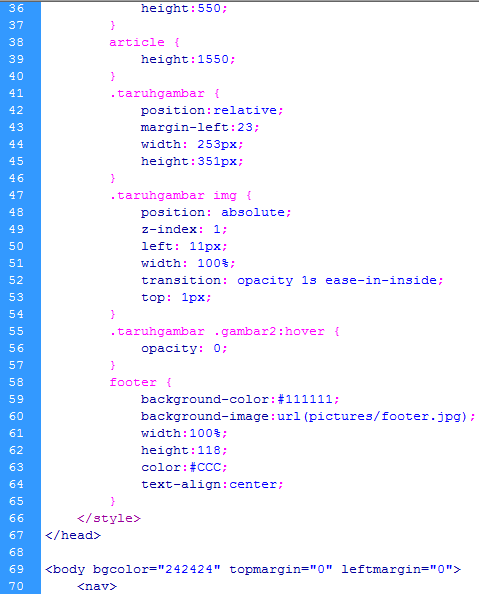 36 height:550;
37 }
38 article {
39 height:1550;
40 }
41 .taruhgambar {
42 position:relative;
43 margin-left:23;
44 width: 253px;
45 height:351px;
46 }
47 .taruhgambar img {
48 position: absolute;
49 z-index: 1;
50 left: 11px;
51 width: 100%;
52 transition: opacity 1s ease-in-inside;
53 top: 1px;
54 }
55 .taruhgambar .gambar2:hover {
56 opacity: 0;
57 }
58 footer {
59 background-color:#111111;
60 background-image:url(pictures/footer.jpg);
61 width:100%;
62 height:118;
63 color:#CCC;
64 text-align:center;
65 }
66 </style>
67 </head>
68
69 <body bgcolor="242424" topmargin="0" leftmargin="0">
70 <nav>